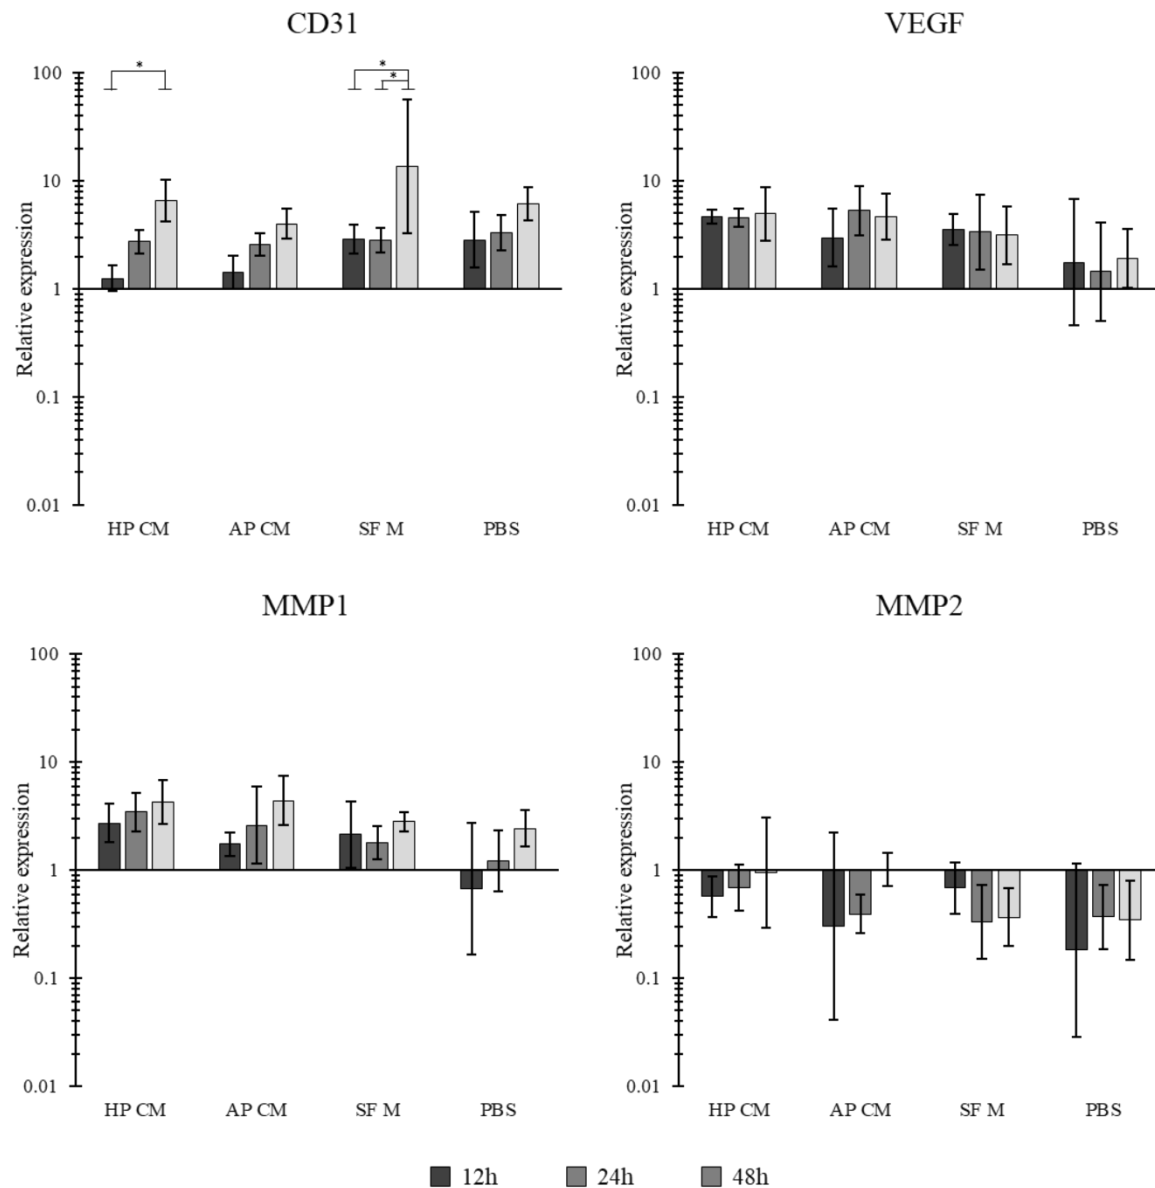 CD31
VEGF
*
*
*
100
10
1
0.1
0.01
Relative expression
HP CM
AP CM
SF M
PBS
100
10
1
0.1
0.01
Relative expression
HP CM
AP CM
SF M
PBS
MMP1
MMP2
100
10
1
0.1
0.01
Relative expression
HP CM
AP CM
SF M
PBS
100
10
1
0.1
0.01
Relative expression
HP CM
AP CM
SF M
PBS
12h
24h
48h